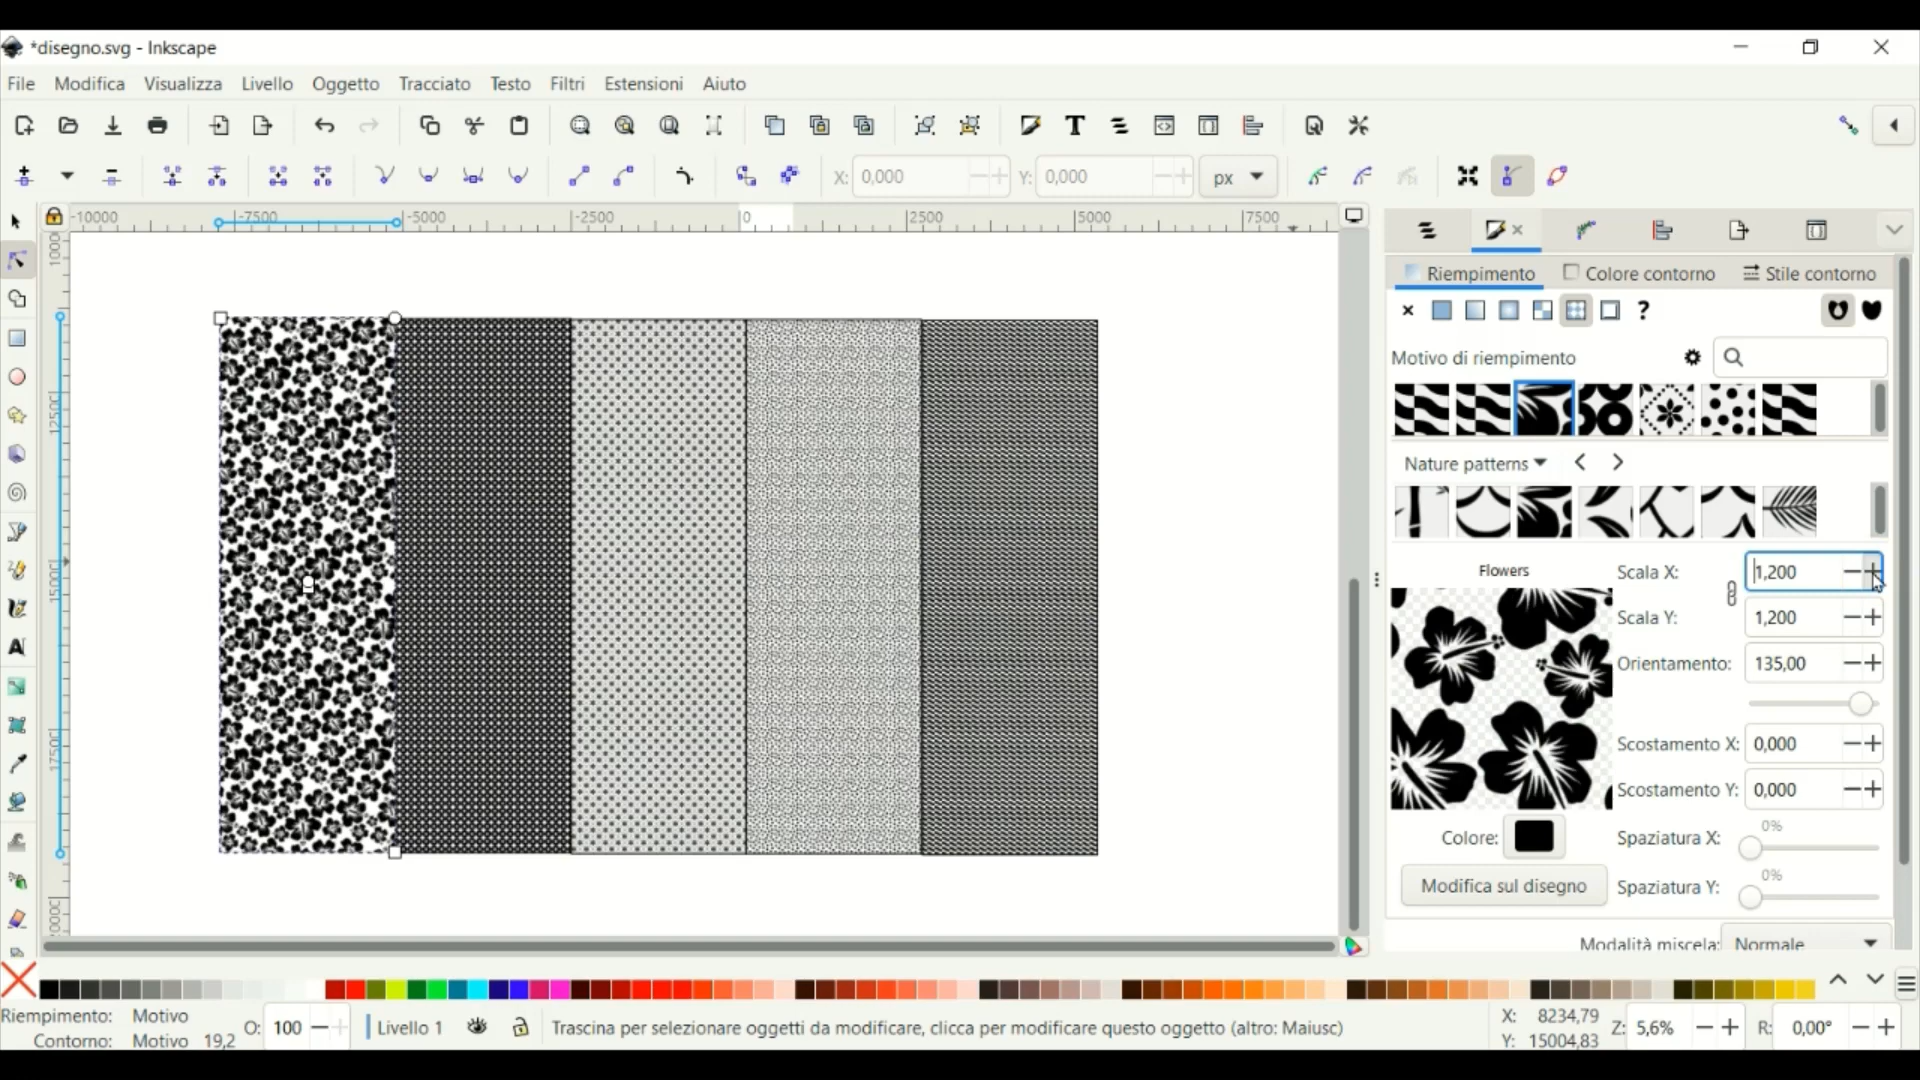 *disegno.svg - Inkscape
File Modifica Visualizza Livello Oggetto Tracciato Testo Filtri Estensioni Aiuto
X: 0,000 Y: 0,000 px
-10000 -7500 -5000 -2500 0 2500 5000 7500
Riempimento Colore contorno Stile contorno
Motivo di riempimento
Nature patterns
Flowers
Scala X: 1,200
Scala Y: 1,200
Orientamento: 135,00
Scostamento X: 0,000
Scostamento Y: 0,000
Colore:
Spaziatura X: 0%
Modifica sul disegno
Spaziatura Y: 0%
Modalità miscela: Normale
Riempimento: Motivo
Contorno: Motivo 19,2
O: 100
Livello 1
Trascina per selezionare oggetti da modificare, clicca per modificare questo oggetto (altro: Maiusc)
X: 8234,79
Y: 15004,83
Z: 5,6%
R: 0,00°